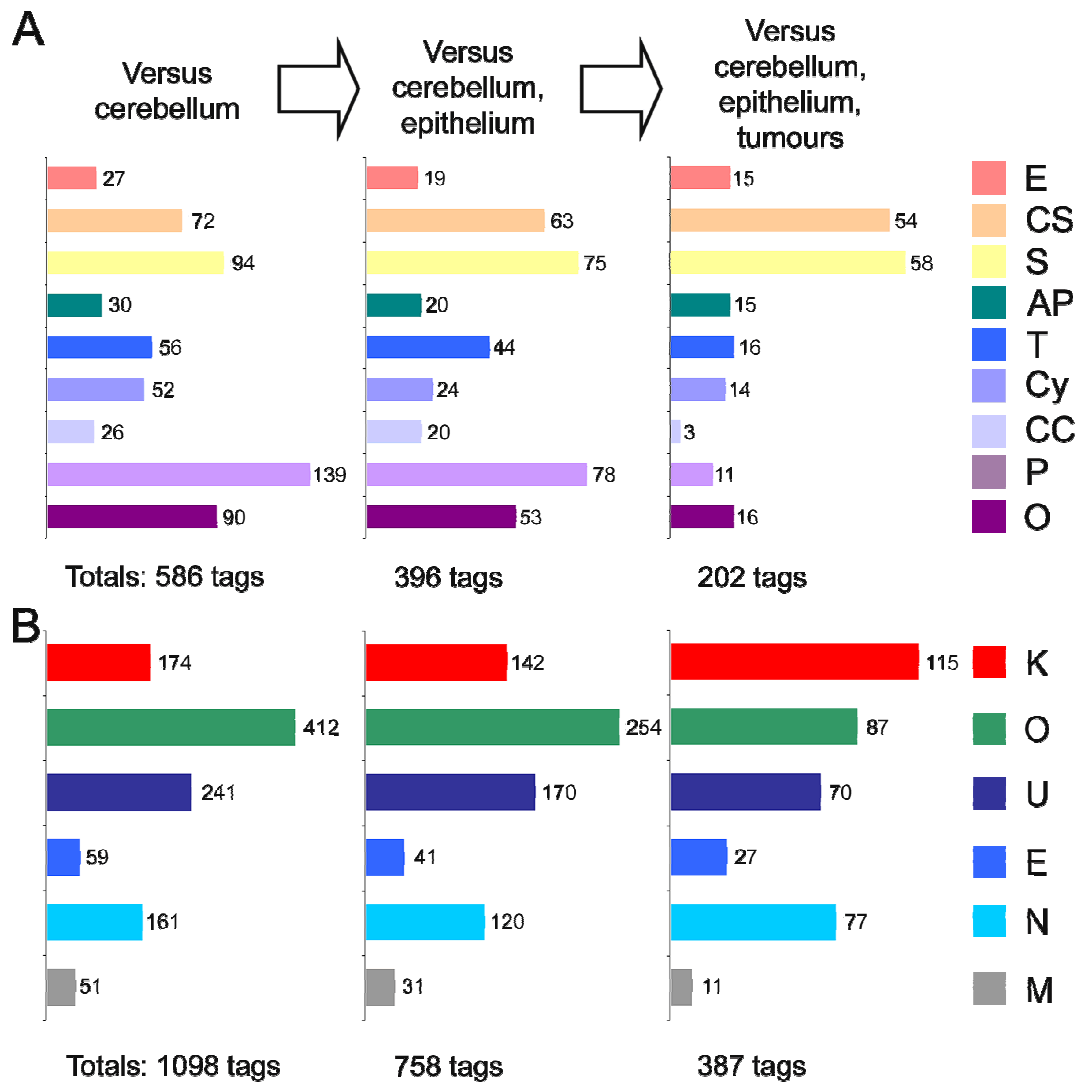 A
Versus
cerebellum
Versus
cerebellum,
epithelium
Versus
cerebellum,
epithelium,
tumours
27 19 15 E
72 63 54 CS
94 75 58 S
30 20 15 AP
56 44 16 T
52 24 14 Cy
26 20 3 CC
139 78 11 P
90 53 16 O
Totals: 586 tags 396 tags 202 tags
B
174 142 115 K
412 254 87 O
241 170 70 U
59 41 27 E
161 120 77 N
51 31 11 M
Totals: 1098 tags 758 tags 387 tags